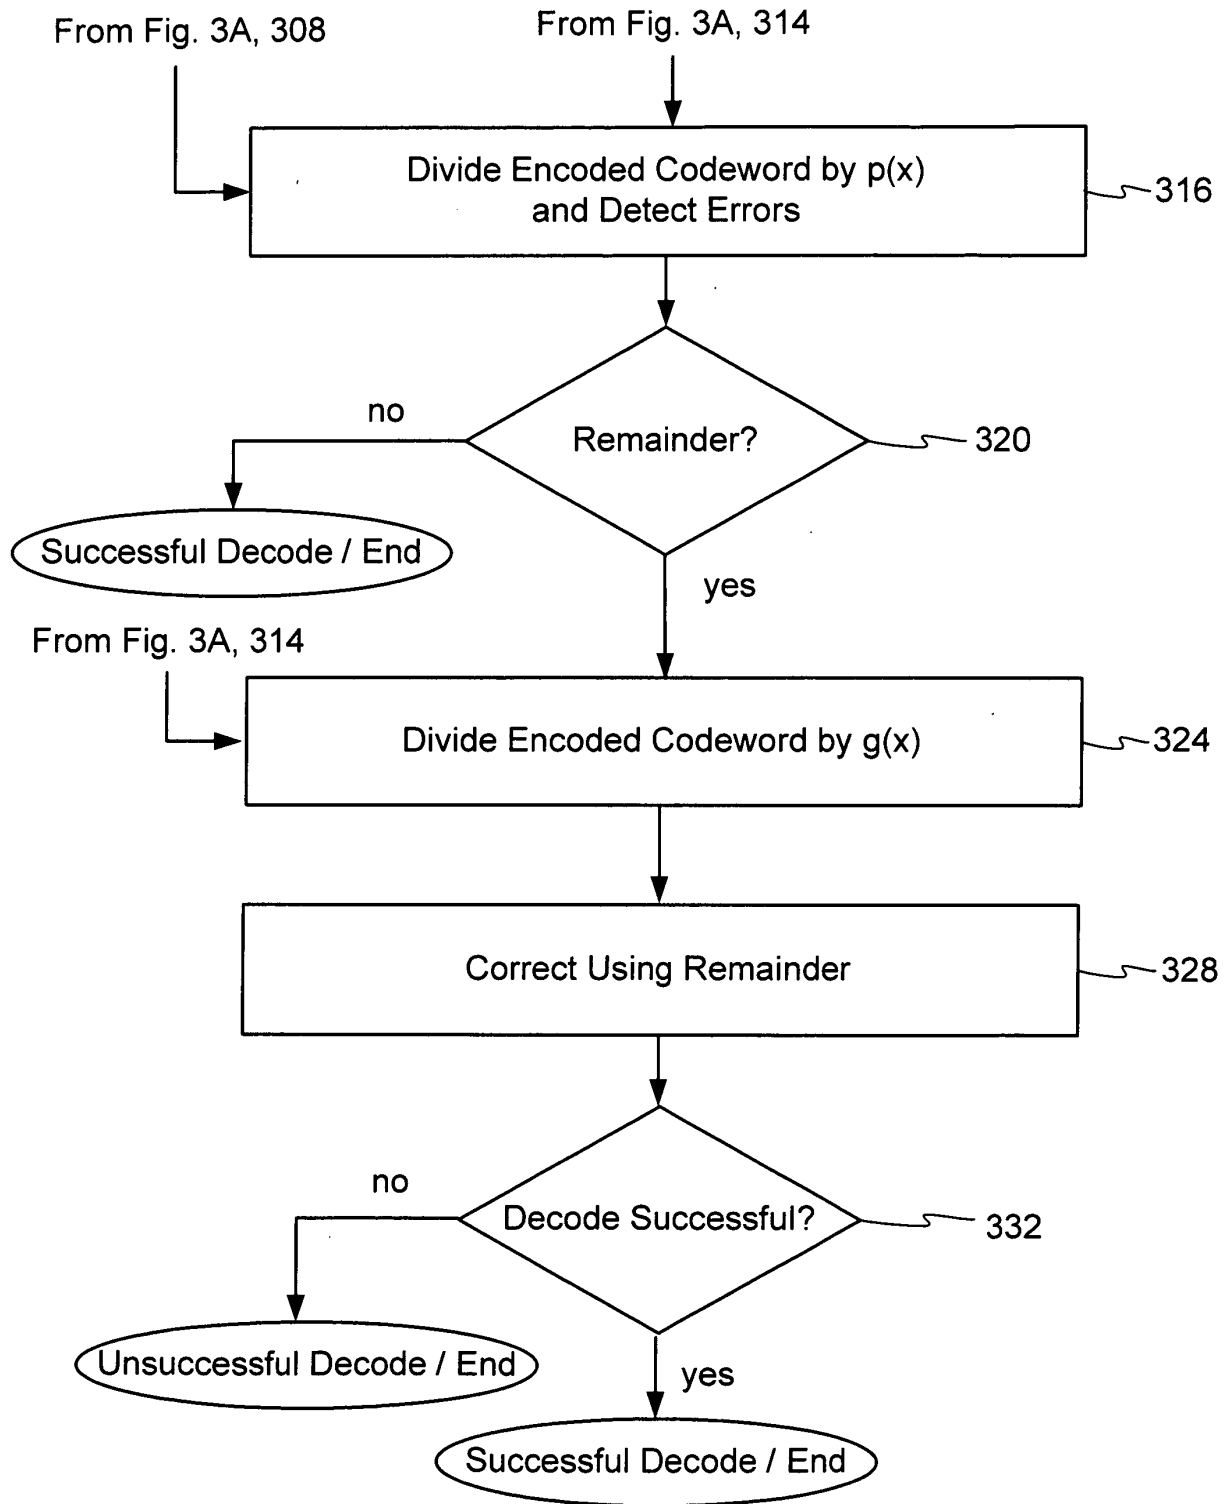 From Fig. 3A, 308
From Fig. 3A, 314
Divide Encoded Codeword by p(x)
and Detect Errors
316
no
Remainder?
320
Successful Decode / End
yes
From Fig. 3A, 314
Divide Encoded Codeword by g(x)
324
Correct Using Remainder
328
no
Decode Successful?
332
Unsuccessful Decode / End
yes
Successful Decode / End